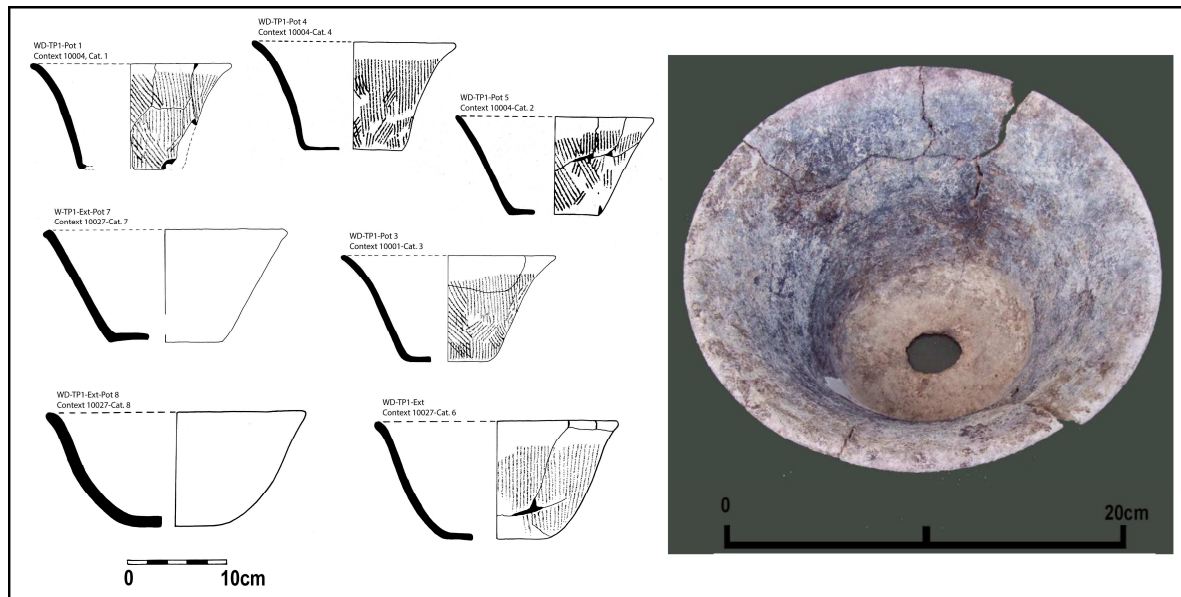 WD-TP1-Pot 1
Context 10004, Cat. 1
WD-TP1-Pot 4
Context 10004-Cat. 4
WD-TP1-Pot 5
Context 10004-Cat. 2
W-TP1-Ext-Pot 7
Context 10027-Cat. 7
WD-TP1-Pot 3
Context 10001-Cat. 3
WD-TP1-Ext-Pot 8
Context 10027-Cat. 8
WD-TP1-Ext
Context 10027-Cat. 6
0 10cm
0 20cm